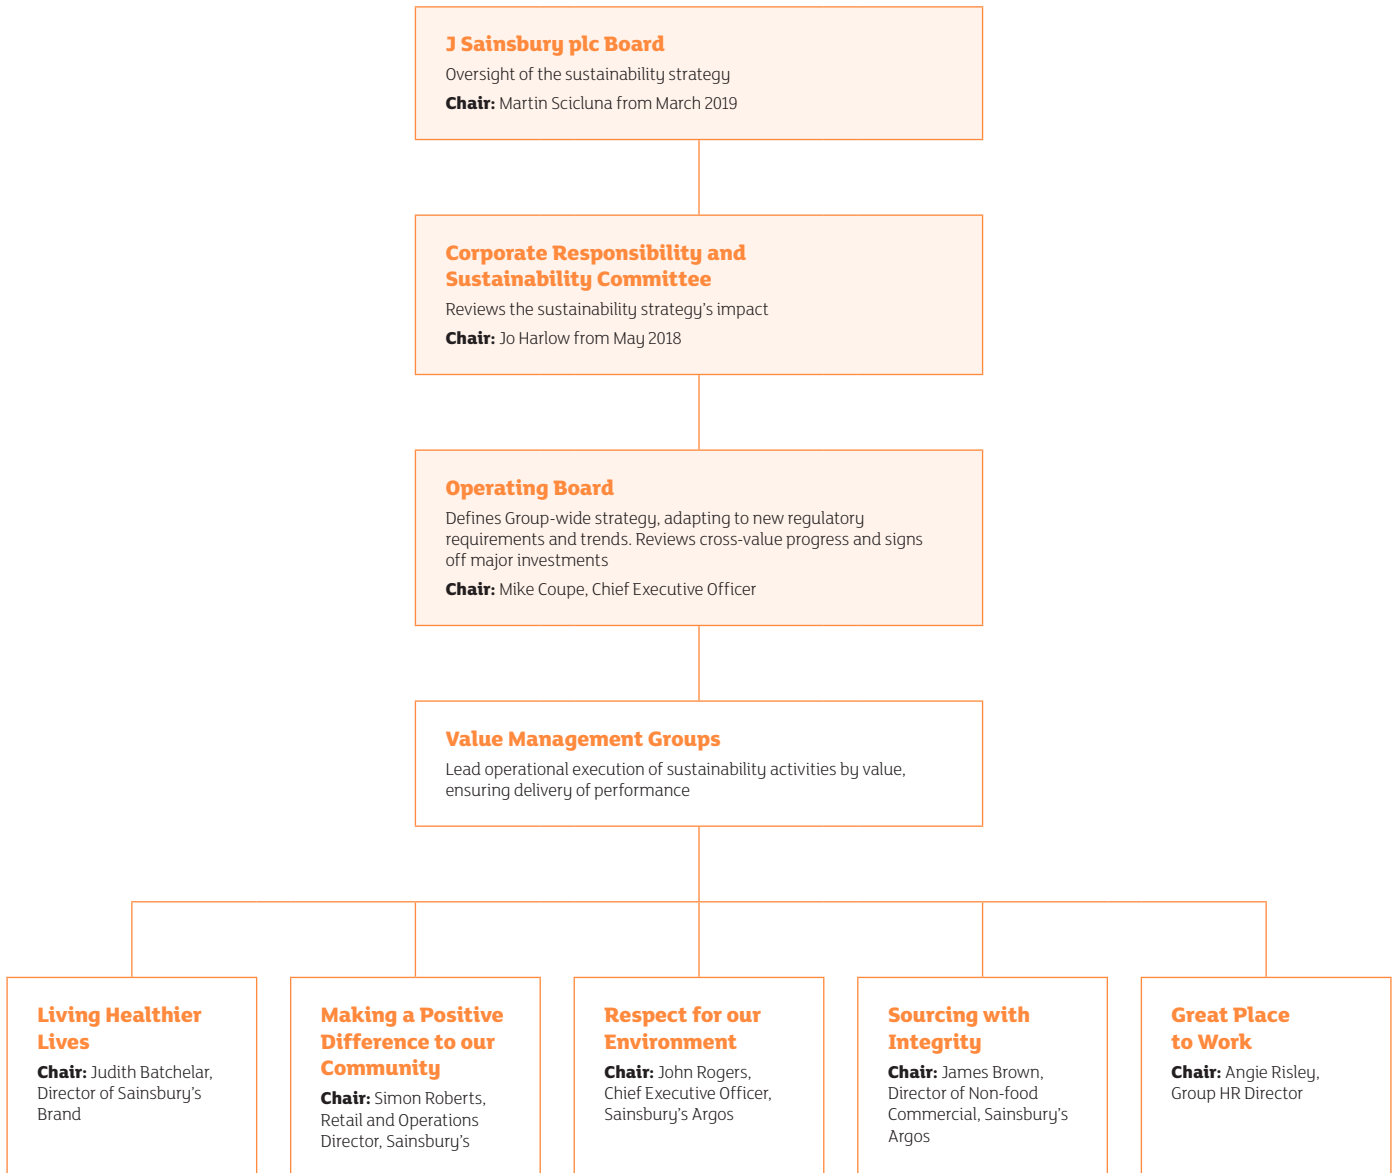 J Sainsbury plc Board
Oversight of the sustainability strategy
Chair: Martin Scicluna from March 2019
Corporate Responsibility and
Sustainability Committee
Reviews the sustainability strategy's impact
Chair: Jo Harlow from May 2018
Operating Board
Defines Group-wide strategy, adapting to new regulatory
requirements and trends. Reviews cross-value progress and signs
off major investments
Chair: Mike Coupe, Chief Executive Officer
Value Management Groups
Lead operational execution of sustainability activities by value,
ensuring delivery of performance
Living Healthier
Lives
Chair: Judith Batchelar,
Director of Sainsbury's
Brand
Making a Positive
Difference to our
Community
Chair: Simon Roberts,
Retail and Operations
Director, Sainsbury's
Respect for our
Environment
Chair: John Rogers,
Chief Executive Officer,
Sainsbury's Argos
Sourcing with
Integrity
Chair: James Brown,
Director of Non-food
Commercial, Sainsbury's
Argos
Great Place
to Work
Chair: Angie Risley,
Group HR Director